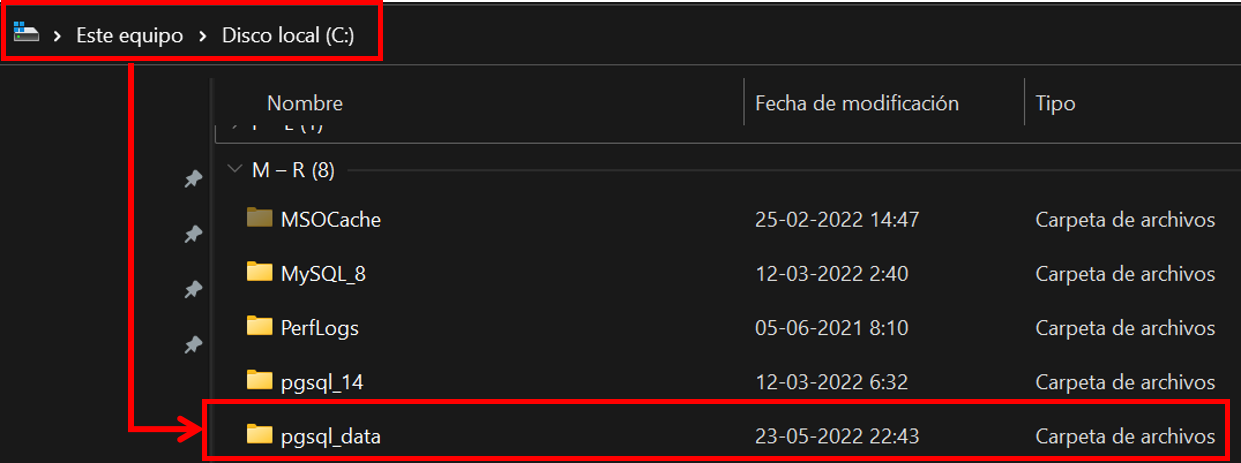 Este equipo > Disco local (C:)
Nombre Fecha de modificación Tipo
M – R (8)
MSOCache 25-02-2022 14:47 Carpeta de archivos
MySQL_8 12-03-2022 2:40 Carpeta de archivos
PerfLogs 05-06-2021 8:10 Carpeta de archivos
pgsql_14 12-03-2022 6:32 Carpeta de archivos
pgsql_data 23-05-2022 22:43 Carpeta de archivos